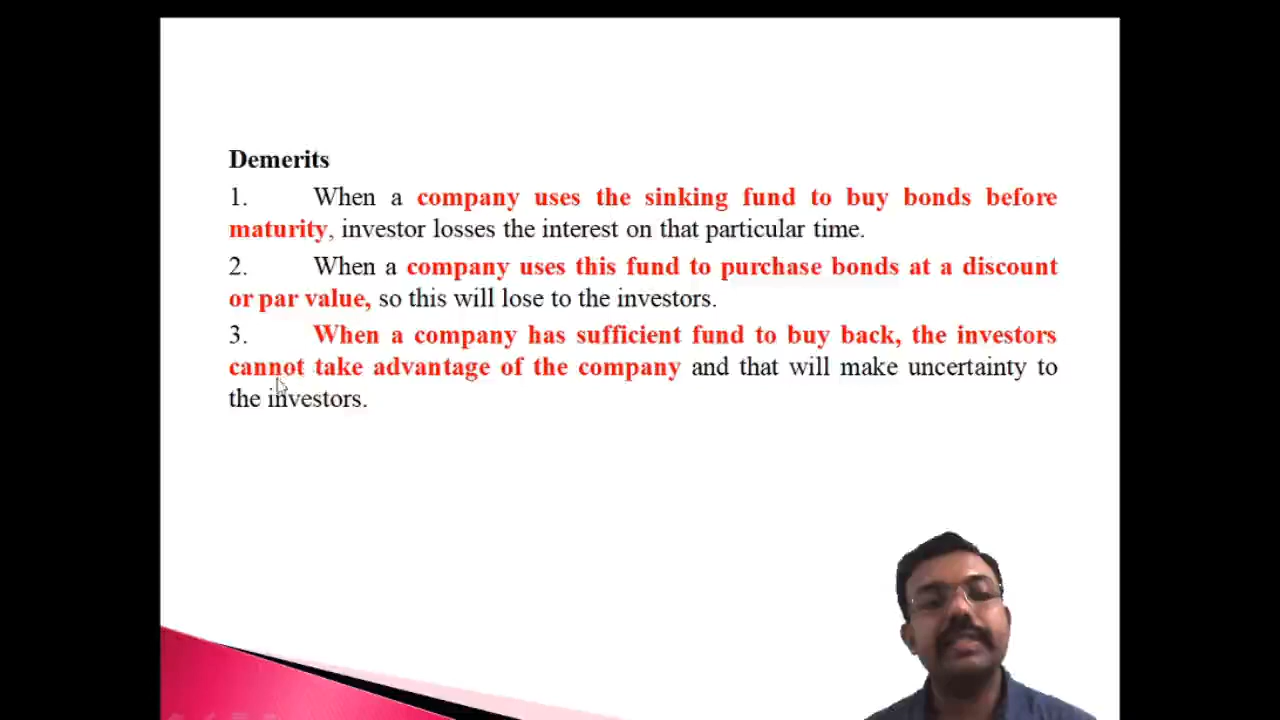 Demerits
1. When a company uses the sinking fund to buy bonds before
maturity, investor losses the interest on that particular time.
2. When a company uses this fund to purchase bonds at a discount
or par value, so this will lose to the investors.
3. When a company has sufficient fund to buy back, the investors
cannot take advantage of the company and that will make uncertainty to
the investors.